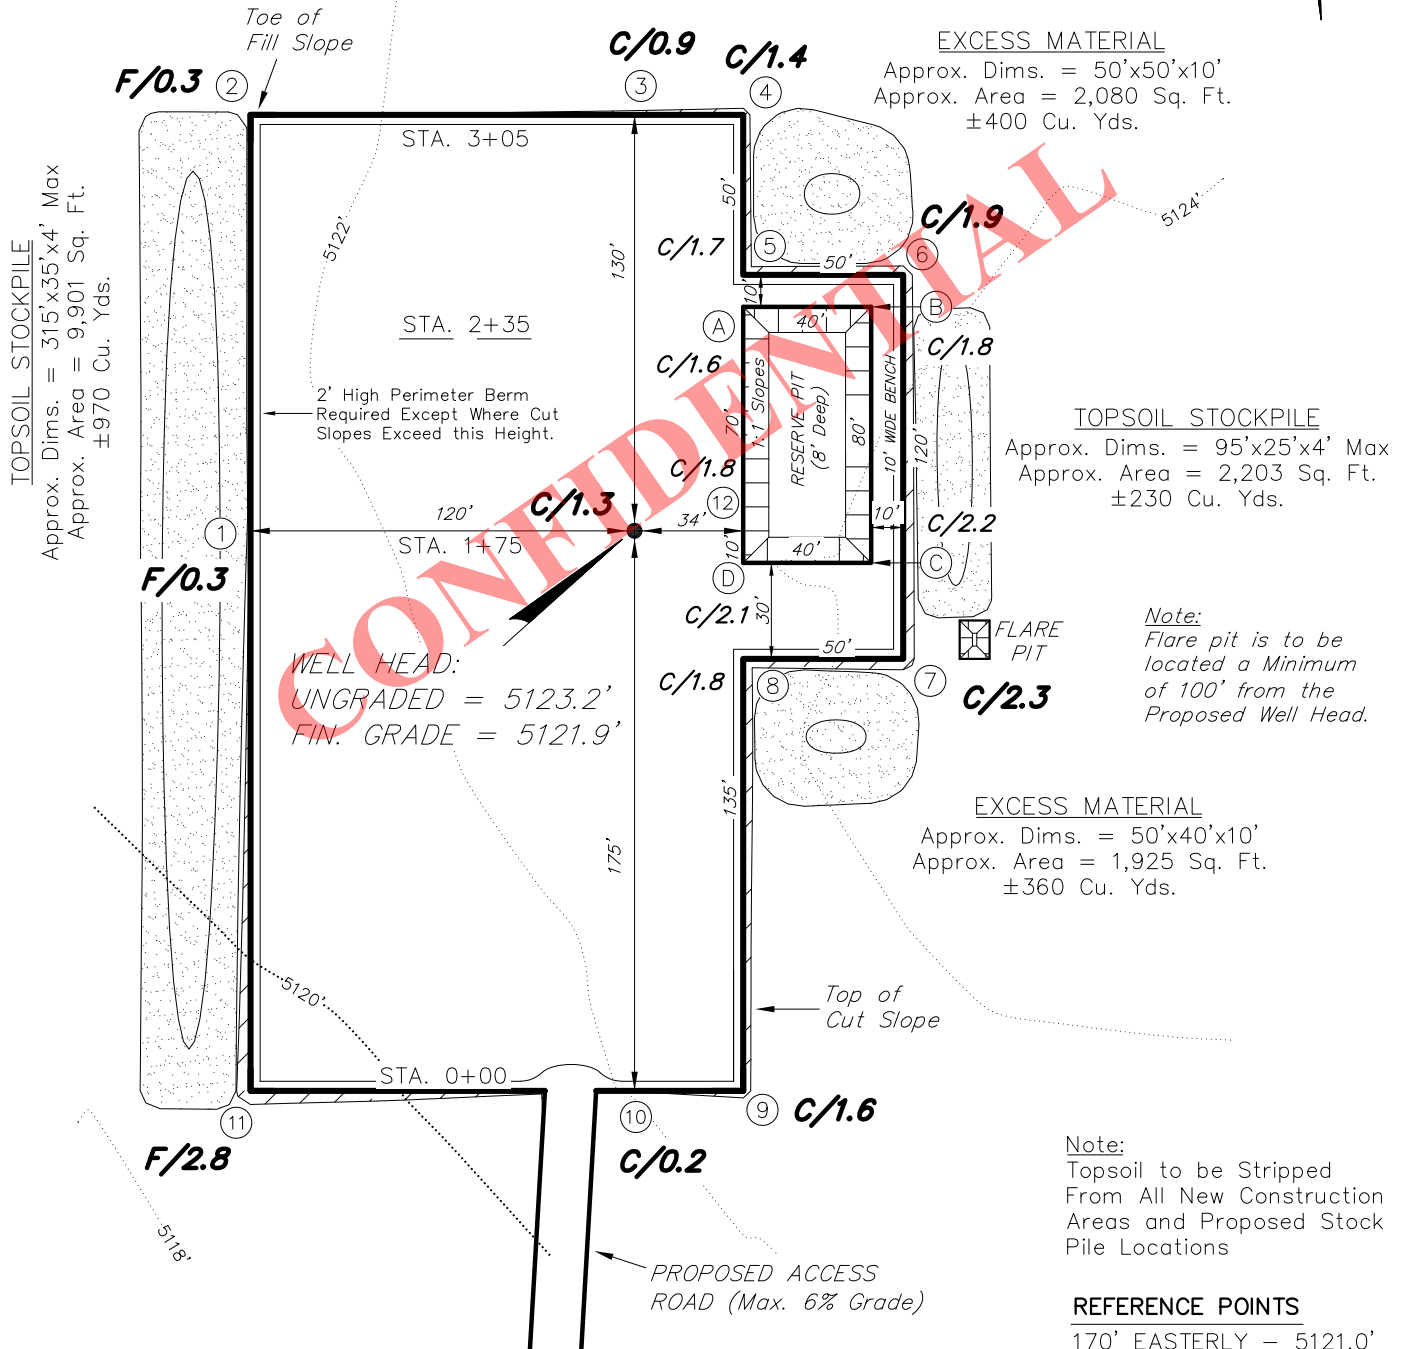 Toe of
Fill Slope
F/0.3
2
C/0.9
3
C/1.4
4
EXCESS MATERIAL
Approx. Dims. = 50'x50'x10'
Approx. Area = 2,080 Sq. Ft.
±400 Cu. Yds.
STA. 3+05
50'
5122'
130'
C/1.7
5
50'
C/1.9
6
5124'
TOPSOIL STOCKPILE
Approx. Dims. = 315'x35'x4' Max
Approx. Area = 9,901 Sq. Ft.
±970 Cu. Yds.
STA. 2+35
10'
A
40'
B
C/1.6
C/1.8
2' High Perimeter Berm
Required Except Where Cut
Slopes Exceed this Height.
70'
1:1 Slopes
RESERVE PIT
(8' Deep)
80'
10' WIDE BENCH
120'
TOPSOIL STOCKPILE
Approx. Dims. = 95'x25'x4' Max
Approx. Area = 2,203 Sq. Ft.
±230 Cu. Yds.
C/1.8
12
C/1.3
120'
34'
10'
C/2.2
1
STA. 1+75
10'
40'
F/0.3
D
C
C/2.1
30'
CONFIDENTIAL
FLARE
PIT
Note:
Flare pit is to be
located a Minimum
of 100' from the
Proposed Well Head.
WELL HEAD:
UNGRADED = 5123.2'
FIN. GRADE = 5121.9'
50'
C/1.8
8
7
C/2.3
135'
175'
EXCESS MATERIAL
Approx. Dims. = 50'x40'x10'
Approx. Area = 1,925 Sq. Ft.
±360 Cu. Yds.
5120'
Top of
Cut Slope
STA. 0+00
11
F/2.8
10
C/0.2
9
C/1.6
5118'
Note:
Topsoil to be Stripped
From All New Construction
Areas and Proposed Stock
Pile Locations
PROPOSED ACCESS
ROAD (Max. 6% Grade)
REFERENCE POINTS
170' EASTERLY – 5121.0'